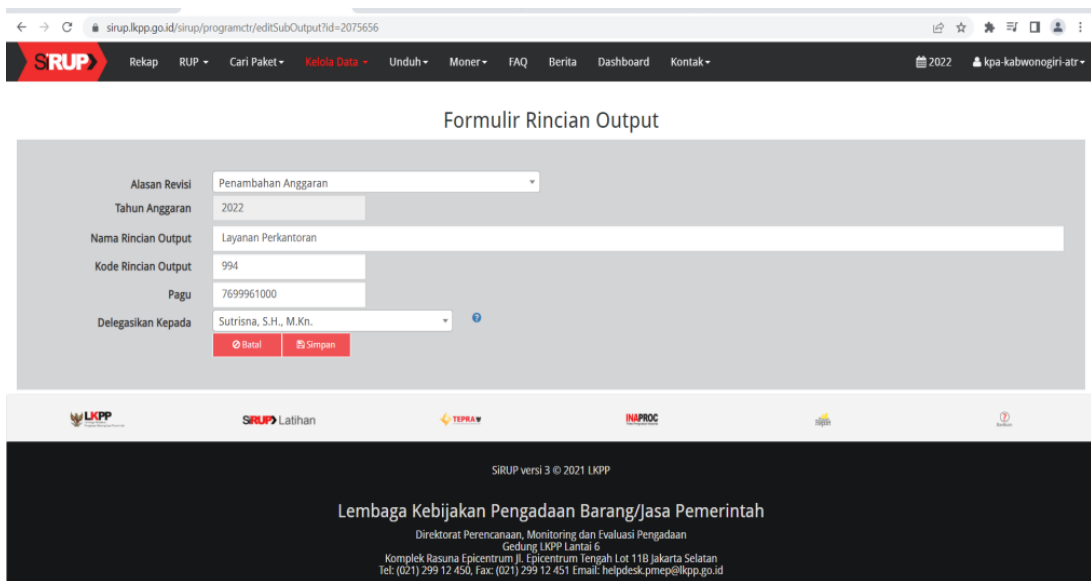 sirup.lkpp.go.id/sirup/programctr/editSubOutput?id=2075656
SiRUP Rekap RUP Cari Paket Kelola Data Unduh Moner FAQ Berita Dashboard Kontak 2022 kpa-kabwonogiri-atr
Formulir Rincian Output
Alasan Revisi Penambahan Anggaran
Tahun Anggaran 2022
Nama Rincian Output Layanan Perkantoran
Kode Rincian Output 994
Pagu 7699961000
Delegasikan Kepada Sutrisna, S.H., M.Kn. ?
Batal Simpan
LKPP SiRUP Latihan TEPRA INAPROC
SiRUP versi 3 © 2021 LKPP
Lembaga Kebijakan Pengadaan Barang/Jasa Pemerintah
Direktorat Perencanaan, Monitoring dan Evaluasi Pengadaan
Gedung LKPP Lantai 6
Komplek Rasuna Epicentrum Jl. Epicentrum Tengah Lot 11B Jakarta Selatan
Tel: (021) 299 12 450, Fax: (021) 299 12 451 Email: helpdesk.pmep@lkpp.go.id